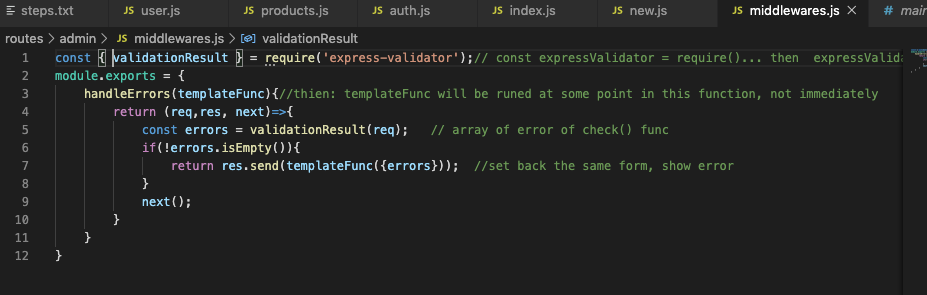 steps.txt JS user.js JS products.js JS auth.js JS index.js JS new.js JS middlewares.js × # mair
routes > admin > JS middlewares.js > validationResult
1 const { validationResult } = require('express-validator');// const expressValidator = require()... then  expressValida
2 module.exports = {
3 handleErrors(templateFunc){//thien: templateFunc will be runed at some point in this function, not immediately
4 return (req,res, next)=>{
5 const errors = validationResult(req);   // array of error of check() func
6 if(!errors.isEmpty()){
7 return res.send(templateFunc({errors}));  //set back the same form, show error
8 }
9 next();
10 }
11 }
12 }